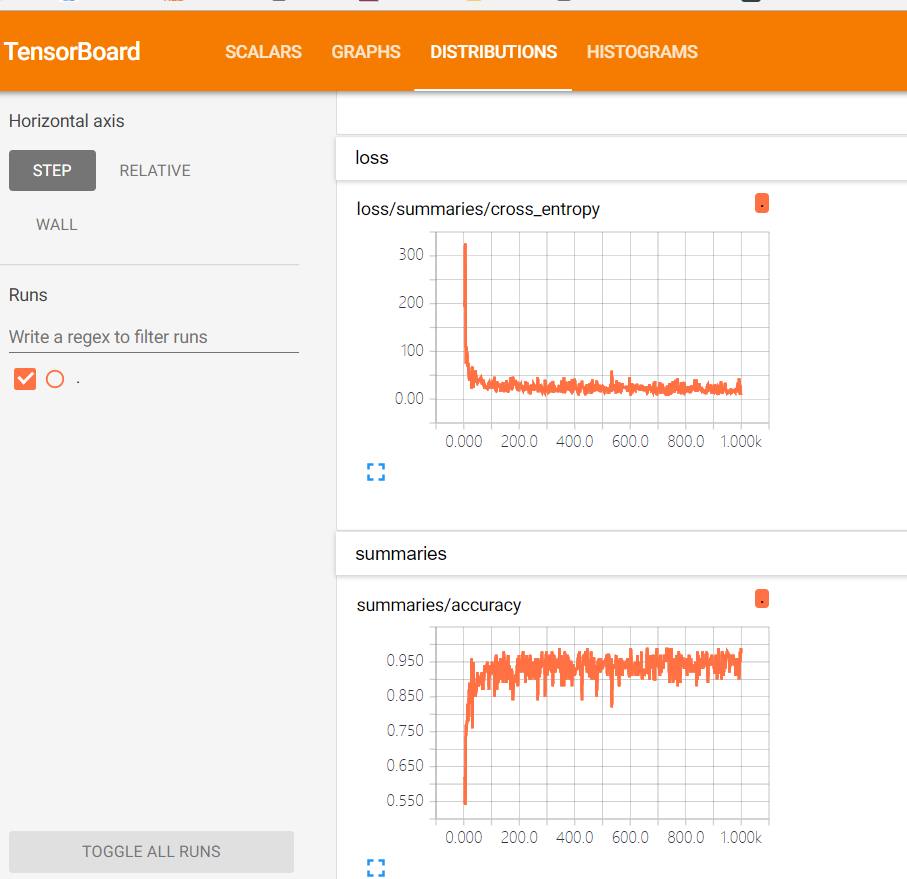 TensorBoard SCALARS GRAPHS DISTRIBUTIONS HISTOGRAMS
Horizontal axis
STEP RELATIVE
WALL
Runs
Write a regex to filter runs
.
TOGGLE ALL RUNS
loss
loss/summaries/cross_entropy .
300
200
100
0.00
0.000 200.0 400.0 600.0 800.0 1.000k
summaries
summaries/accuracy .
0.950
0.850
0.750
0.650
0.550
0.000 200.0 400.0 600.0 800.0 1.000k